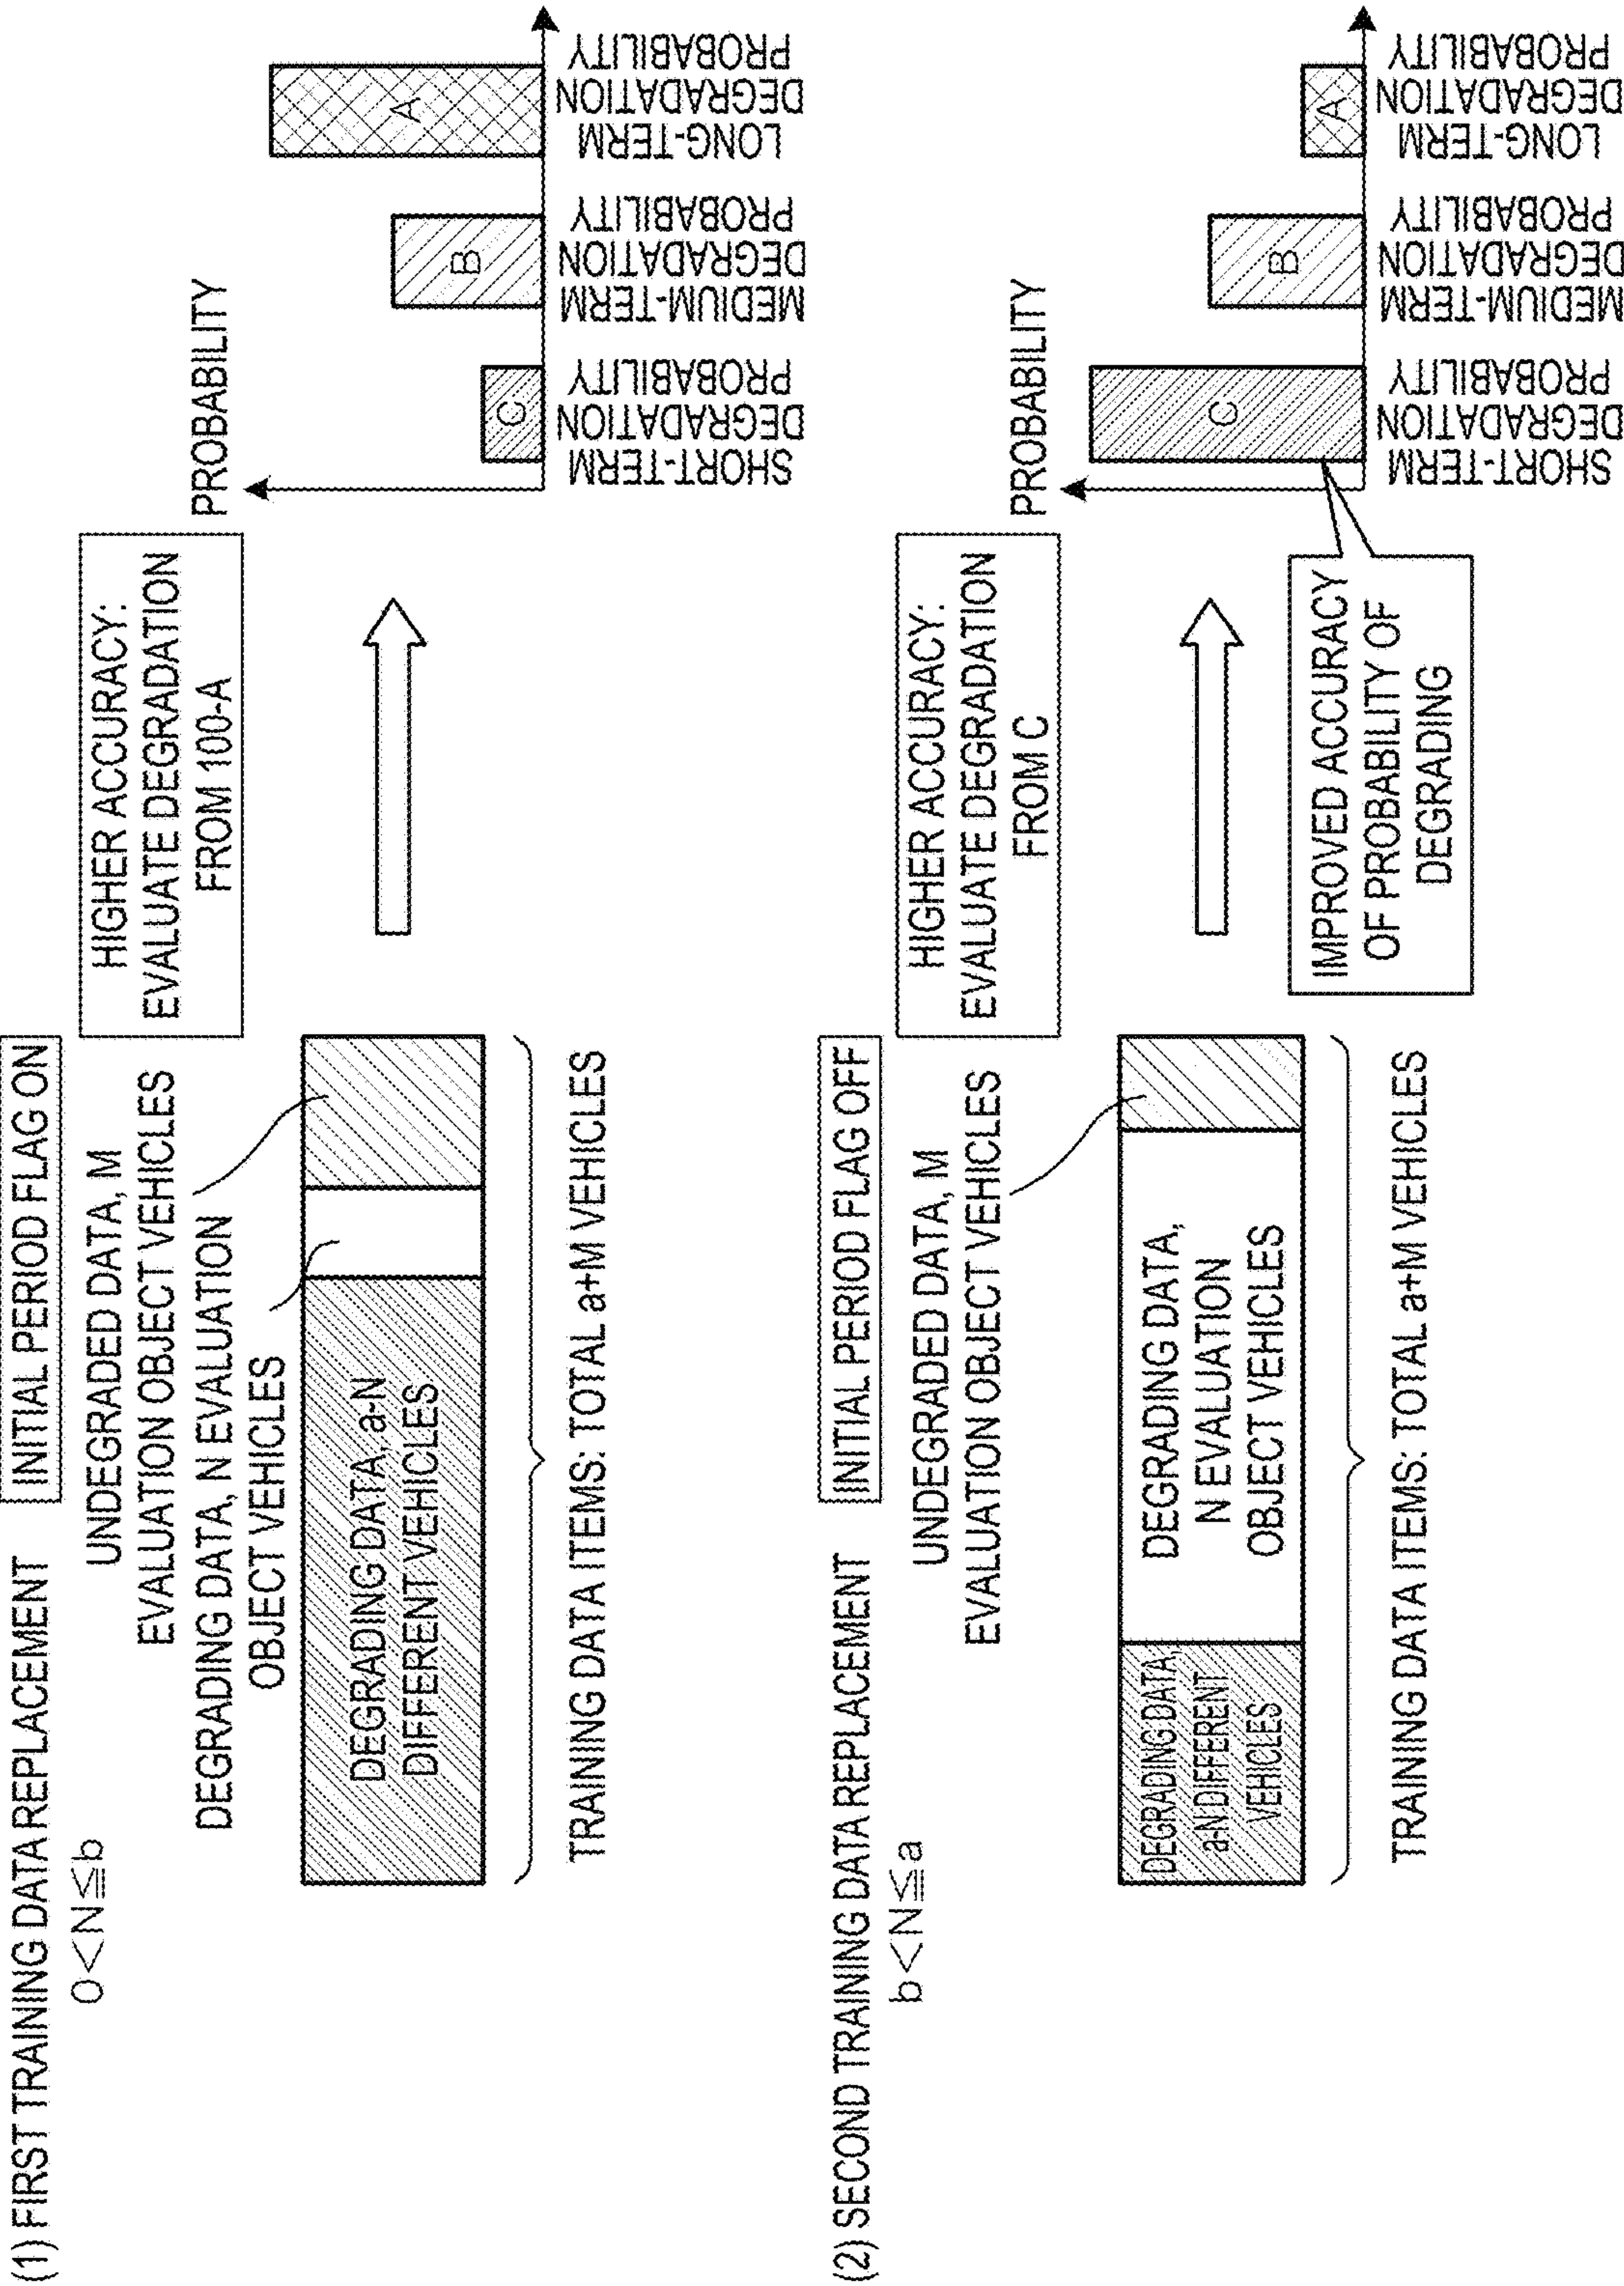 (1) FIRST TRAINING DATA REPLACEMENT
INITIAL PERIOD FLAG ON
0<N≦b
UNDEGRADED DATA, M
EVALUATION OBJECT VEHICLES
DEGRADING DATA, N EVALUATION
OBJECT VEHICLES
DEGRADING DATA, a-N
DIFFERENT VEHICLES
TRAINING DATA ITEMS: TOTAL a+M VEHICLES
HIGHER ACCURACY:
EVALUATE DEGRADATION
FROM 100-A
PROBABILITY
C
B
A
SHORT-TERM
DEGRADATION
PROBABILITY
MEDIUM-TERM
DEGRADATION
PROBABILITY
LONG-TERM
DEGRADATION
PROBABILITY
(2) SECOND TRAINING DATA REPLACEMENT
INITIAL PERIOD FLAG OFF
b<N≦a
UNDEGRADED DATA, M
EVALUATION OBJECT VEHICLES
DEGRADING DATA,
a-N DIFFERENT
VEHICLES
DEGRADING DATA,
N EVALUATION
OBJECT VEHICLES
TRAINING DATA ITEMS: TOTAL a+M VEHICLES
HIGHER ACCURACY:
EVALUATE DEGRADATION
FROM C
IMPROVED ACCURACY
OF PROBABILITY OF
DEGRADING
PROBABILITY
C
B
A
SHORT-TERM
DEGRADATION
PROBABILITY
MEDIUM-TERM
DEGRADATION
PROBABILITY
LONG-TERM
DEGRADATION
PROBABILITY